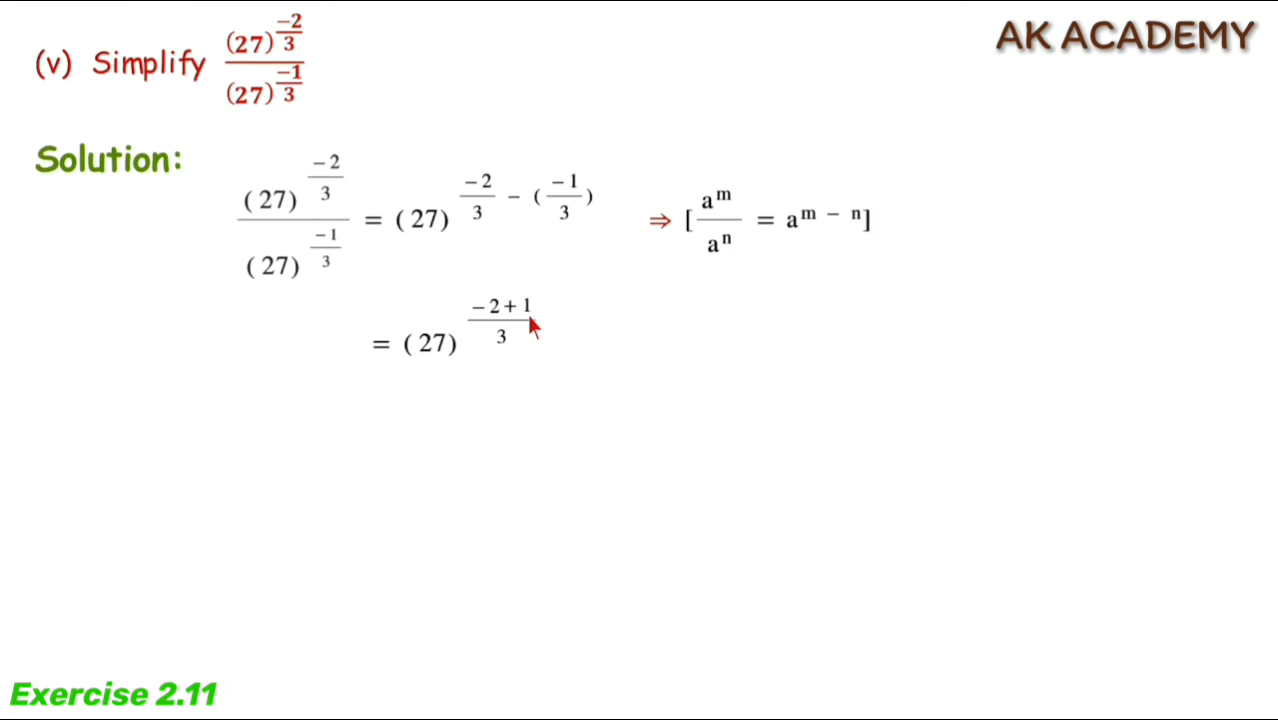 AK ACADEMY
(v) Simplify (27)^(-2/3) / (27)^(-1/3)
Solution:
(27)^(-2/3) / (27)^(-1/3) = (27)^(-2/3 - (-1/3)) ⇒ [a^m / a^n = a^(m - n)]
= (27)^((-2+1)/3)
Exercise 2.11